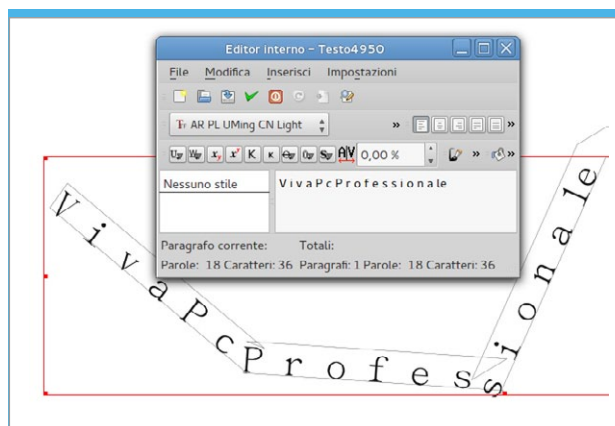 Editor interno - Testo4950
File Modifica Inserisci Impostazioni
AR PL UMing CN Light »
»
0,00 % » »
Nessuno stile
V i v a P c P r o f e s s i o n a l e
Paragrafo corrente: Totali:
Parole: 18 Caratteri: 36 Paragrafi: 1 Parole: 18 Caratteri: 36
V i v a P c P r o f e s s i o n a l e